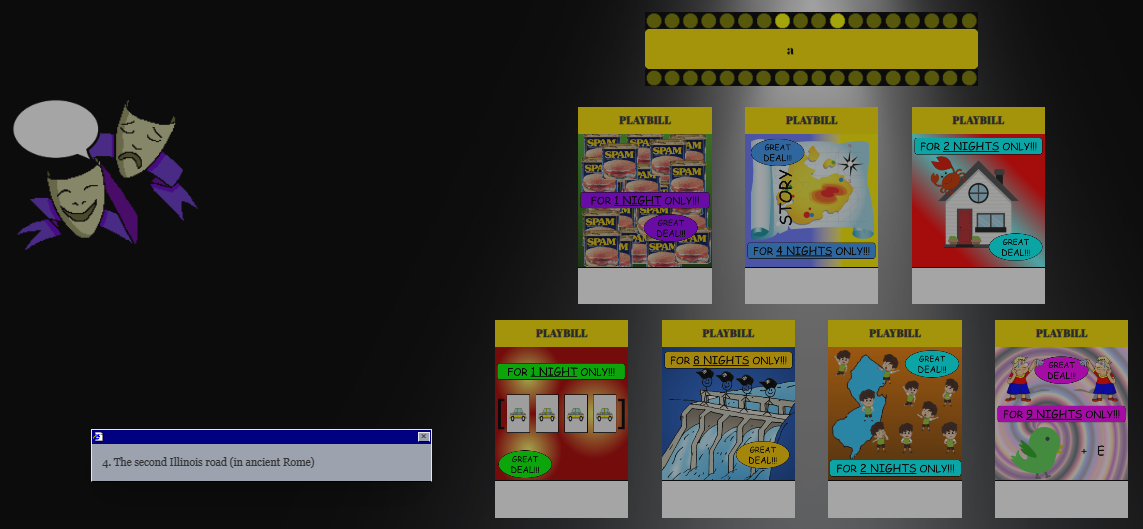 a
PLAYBILL
SPAM
FOR 1 NIGHT ONLY!!!
GREAT
DEAL!!!
PLAYBILL
GREAT
DEAL!!!
STORY
FOR 4 NIGHTS ONLY!!!
PLAYBILL
FOR 2 NIGHTS ONLY!!!
GREAT
DEAL!!!
PLAYBILL
FOR 1 NIGHT ONLY!!!
[ ]
GREAT
DEAL!!!
PLAYBILL
FOR 8 NIGHTS ONLY!!!
GREAT
DEAL!!!
PLAYBILL
GREAT
DEAL!!!
FOR 2 NIGHTS ONLY!!!
PLAYBILL
GREAT
DEAL!!!
FOR 9 NIGHTS ONLY!!!
+ E
4. The second Illinois road (in ancient Rome)